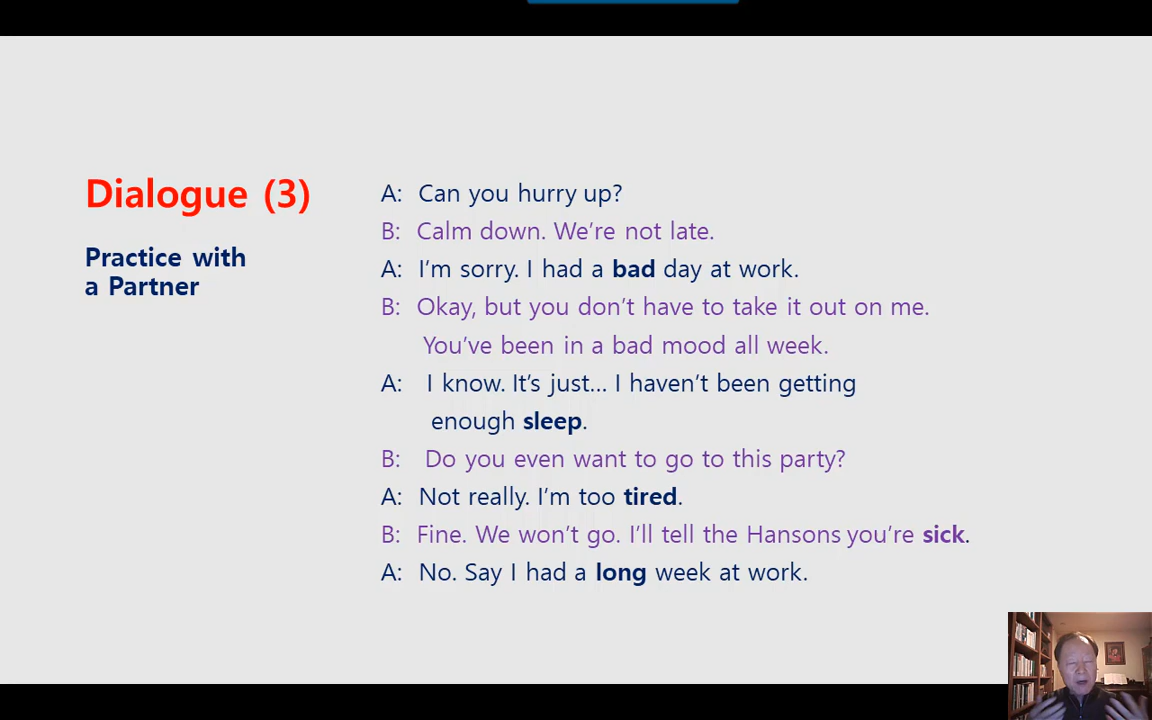 Dialogue (3)
Practice with
a Partner
A: Can you hurry up?
B: Calm down. We’re not late.
A: I’m sorry. I had a bad day at work.
B: Okay, but you don’t have to take it out on me.
You’ve been in a bad mood all week.
A: I know. It’s just... I haven’t been getting
enough sleep.
B: Do you even want to go to this party?
A: Not really. I’m too tired.
B: Fine. We won’t go. I’ll tell the Hansons you’re sick.
A: No. Say I had a long week at work.